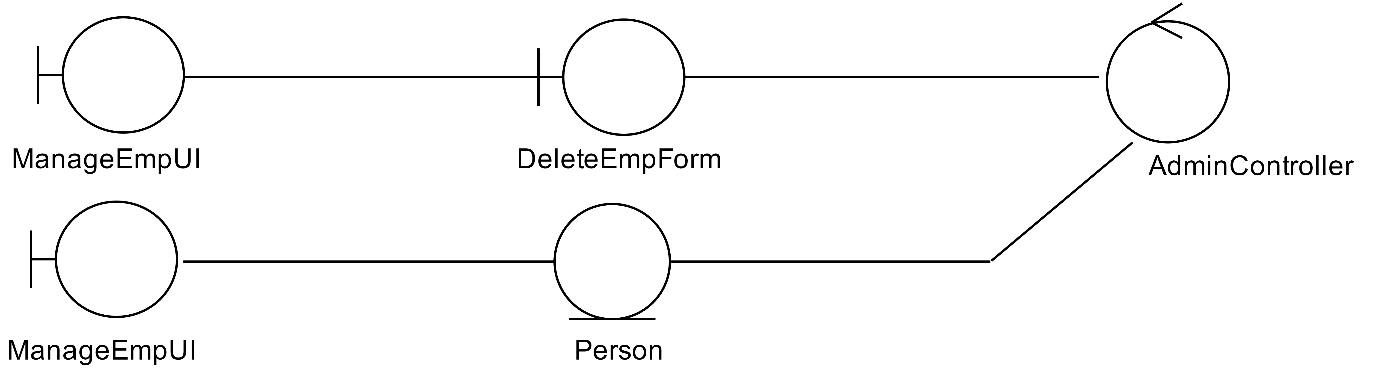 ManageEmpUI
DeleteEmpForm
AdminController
ManageEmpUI
Person